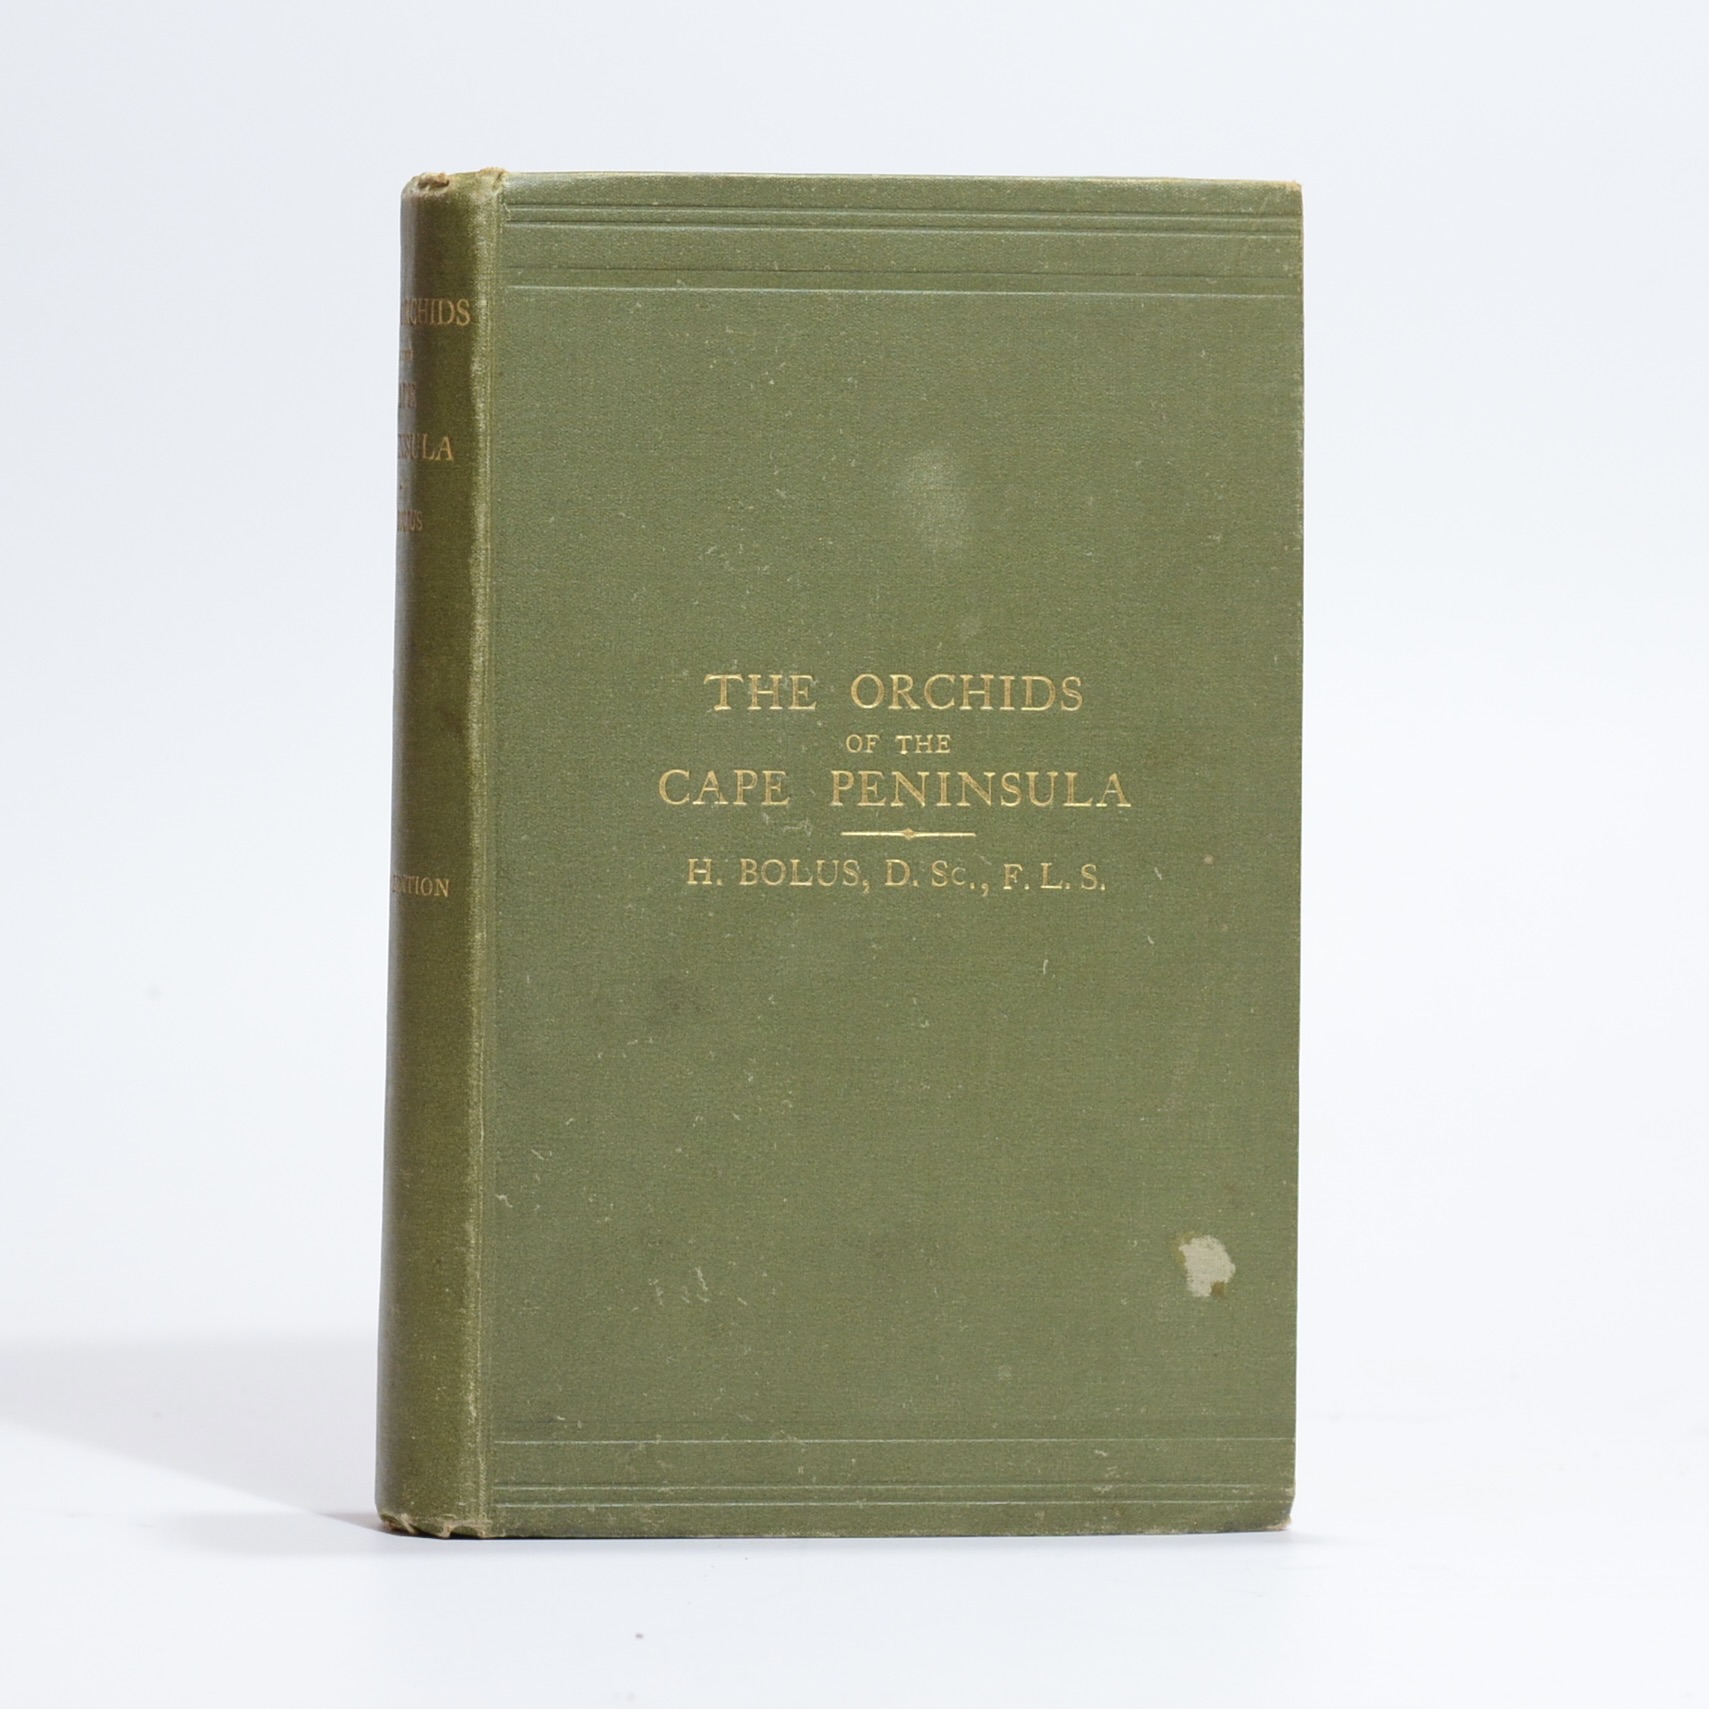 THE ORCHIDS
OF THE
CAPE PENINSULA
H. BOLUS, D. Sc., F. L. S.